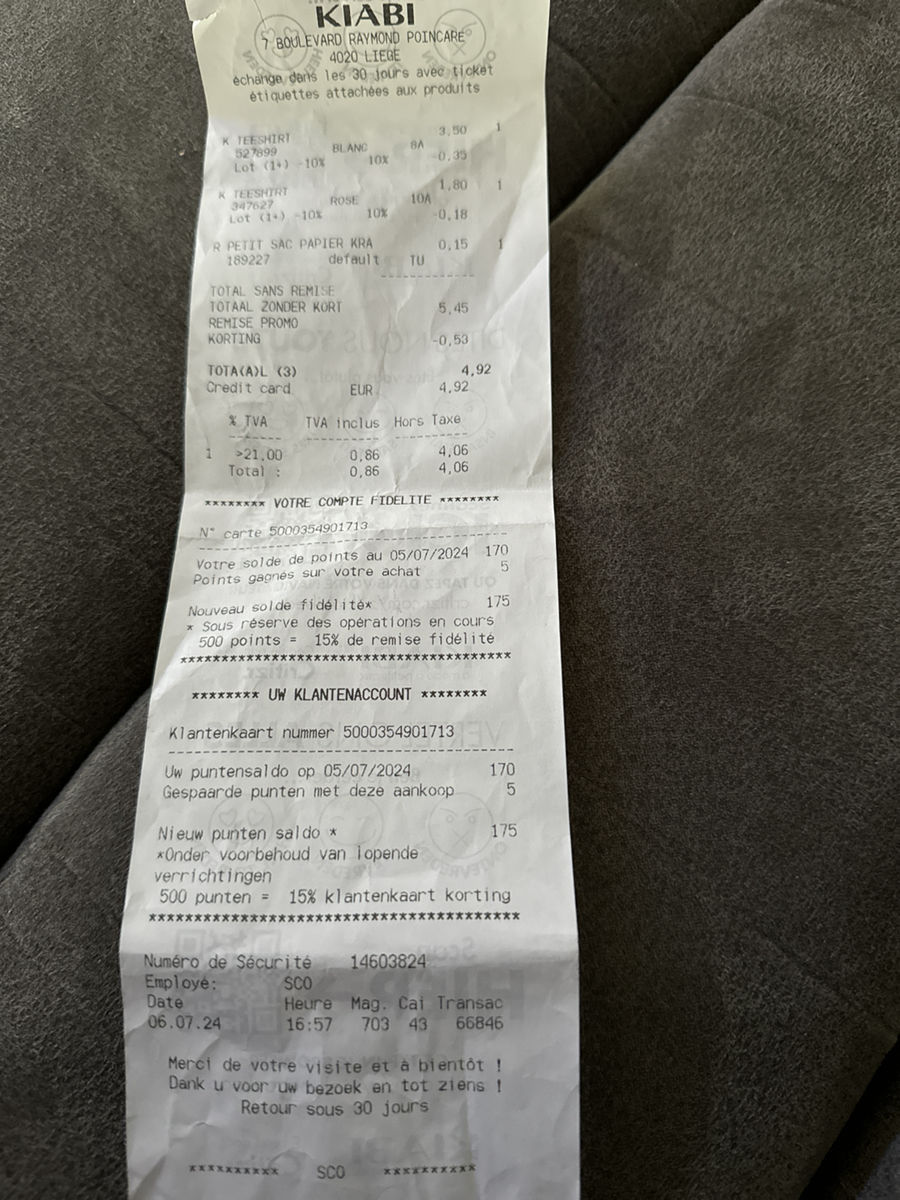 KIABI
7 BOULEVARD RAYMOND POINCARE
4020 LIEGE
échange dans les 30 jours avec ticket
étiquettes attachées aux produits
K TEESHIRT 3,50 1
527899 BLANC 8A
Lot (1+) -10% 10% -0,35
K TEESHIRT 1,80 1
347627 ROSE 10A
Lot (1+) -10% 10% -0,18
R PETIT SAC PAPIER KRA 0,15 1
189227 default TU
--------------
TOTAL SANS REMISE
TOTAAL ZONDER KORT 5,45
REMISE PROMO
KORTING -0,53
TOTA(A)L (3) 4,92
Credit card EUR 4,92
% TVA TVA inclus Hors Taxe
------- ----------- -----------
1 >21,00 0,86 4,06
Total : 0,86 4,06
******** VOTRE COMPTE FIDELITE ********
N° carte 5000354901713
----------------------------------------
Votre solde de points au 05/07/2024 170
Points gagnés sur votre achat 5
Nouveau solde fidélité* 175
* Sous réserve des opérations en cours
500 points = 15% de remise fidélité
****************************************
******** UW KLANTENACCOUNT ********
Klantenkaart nummer 5000354901713
----------------------------------------
Uw puntensaldo op 05/07/2024 170
Gespaarde punten met deze aankoop 5
Nieuw punten saldo * 175
*Onder voorbehoud van lopende
verrichtingen
500 punten = 15% klantenkaart korting
****************************************
Numéro de Sécurité 14603824
Employé: SCO
Date Heure Mag. Cai Transac
06.07.24 16:57 703 43 66846
Merci de votre visite et à bientôt !
Dank u voor uw bezoek en tot ziens !
Retour sous 30 jours
********** SCO **********